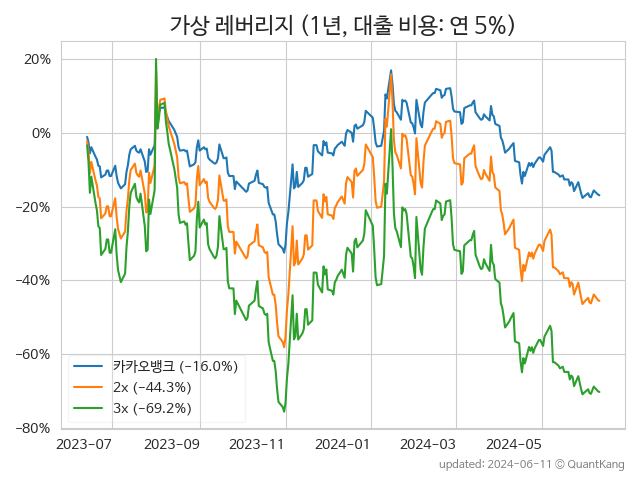 가상 레버리지 (1년, 대출 비용: 연 5%)
20%
0%
−20%
−40%
−60%
−80%
카카오뱅크 (−16.0%)
2x (−44.3%)
3x (−69.2%)
2023-07 2023-09 2023-11 2024-01 2024-03 2024-05
updated: 2024-06-11 © QuantKang